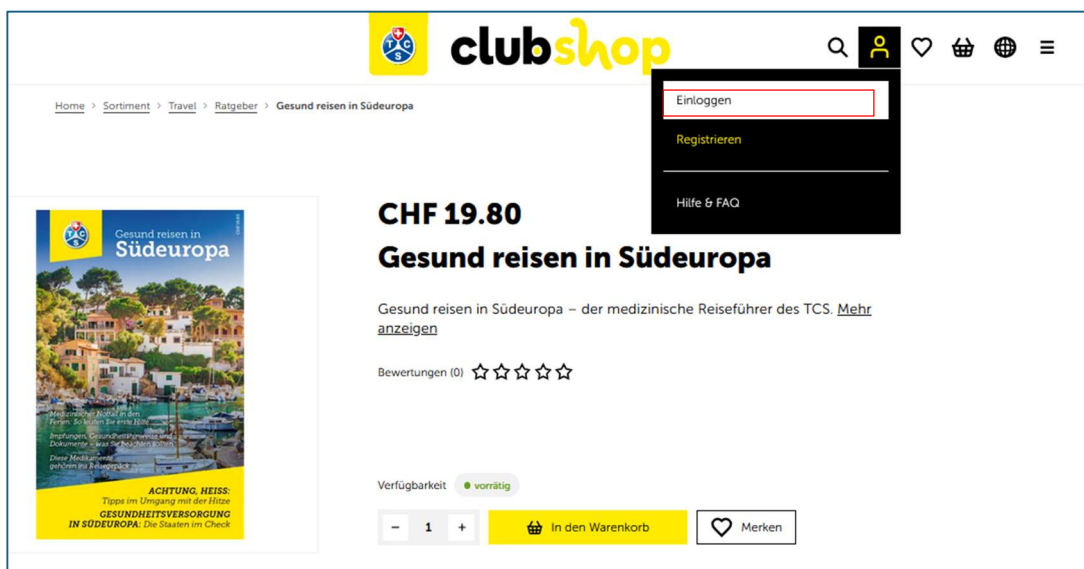 TCS
clubshop
Home > Sortiment > Travel > Ratgeber > Gesund reisen in Südeuropa
Einloggen
Registrieren
Hilfe & FAQ
TCS
Gesund reisen in
Südeuropa
Medizinischer Notfall in den
Ferien. So leisten Sie erste Hilfe
Impfungen, Gesundheitshinweise und
Dokumente – was Sie beachten sollten
Diese Medikamente
gehören ins Reisegepäck
ACHTUNG, HEISS:
Tipps im Umgang mit der Hitze
GESUNDHEITSVERSORGUNG
IN SÜDEUROPA: Die Staaten im Check
CHF 19.80
Gesund reisen in Südeuropa
Gesund reisen in Südeuropa – der medizinische Reiseführer des TCS. Mehr
anzeigen
Bewertungen (0)
Verfügbarkeit vorrätig
− 1 + In den Warenkorb Merken